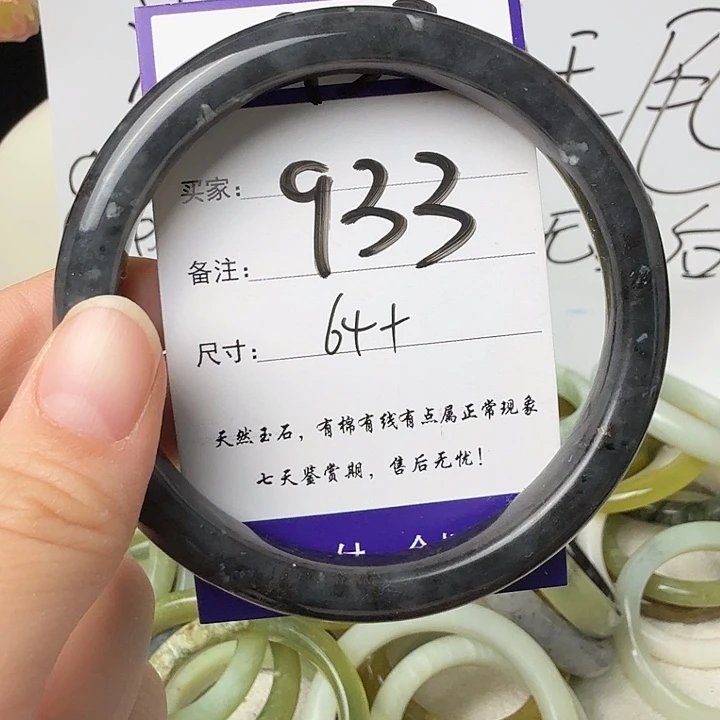 买家: 933
备注:
尺寸: 64+
天然玉石，有棉有线有点属正常现象
七天鉴赏期，售后无忧！